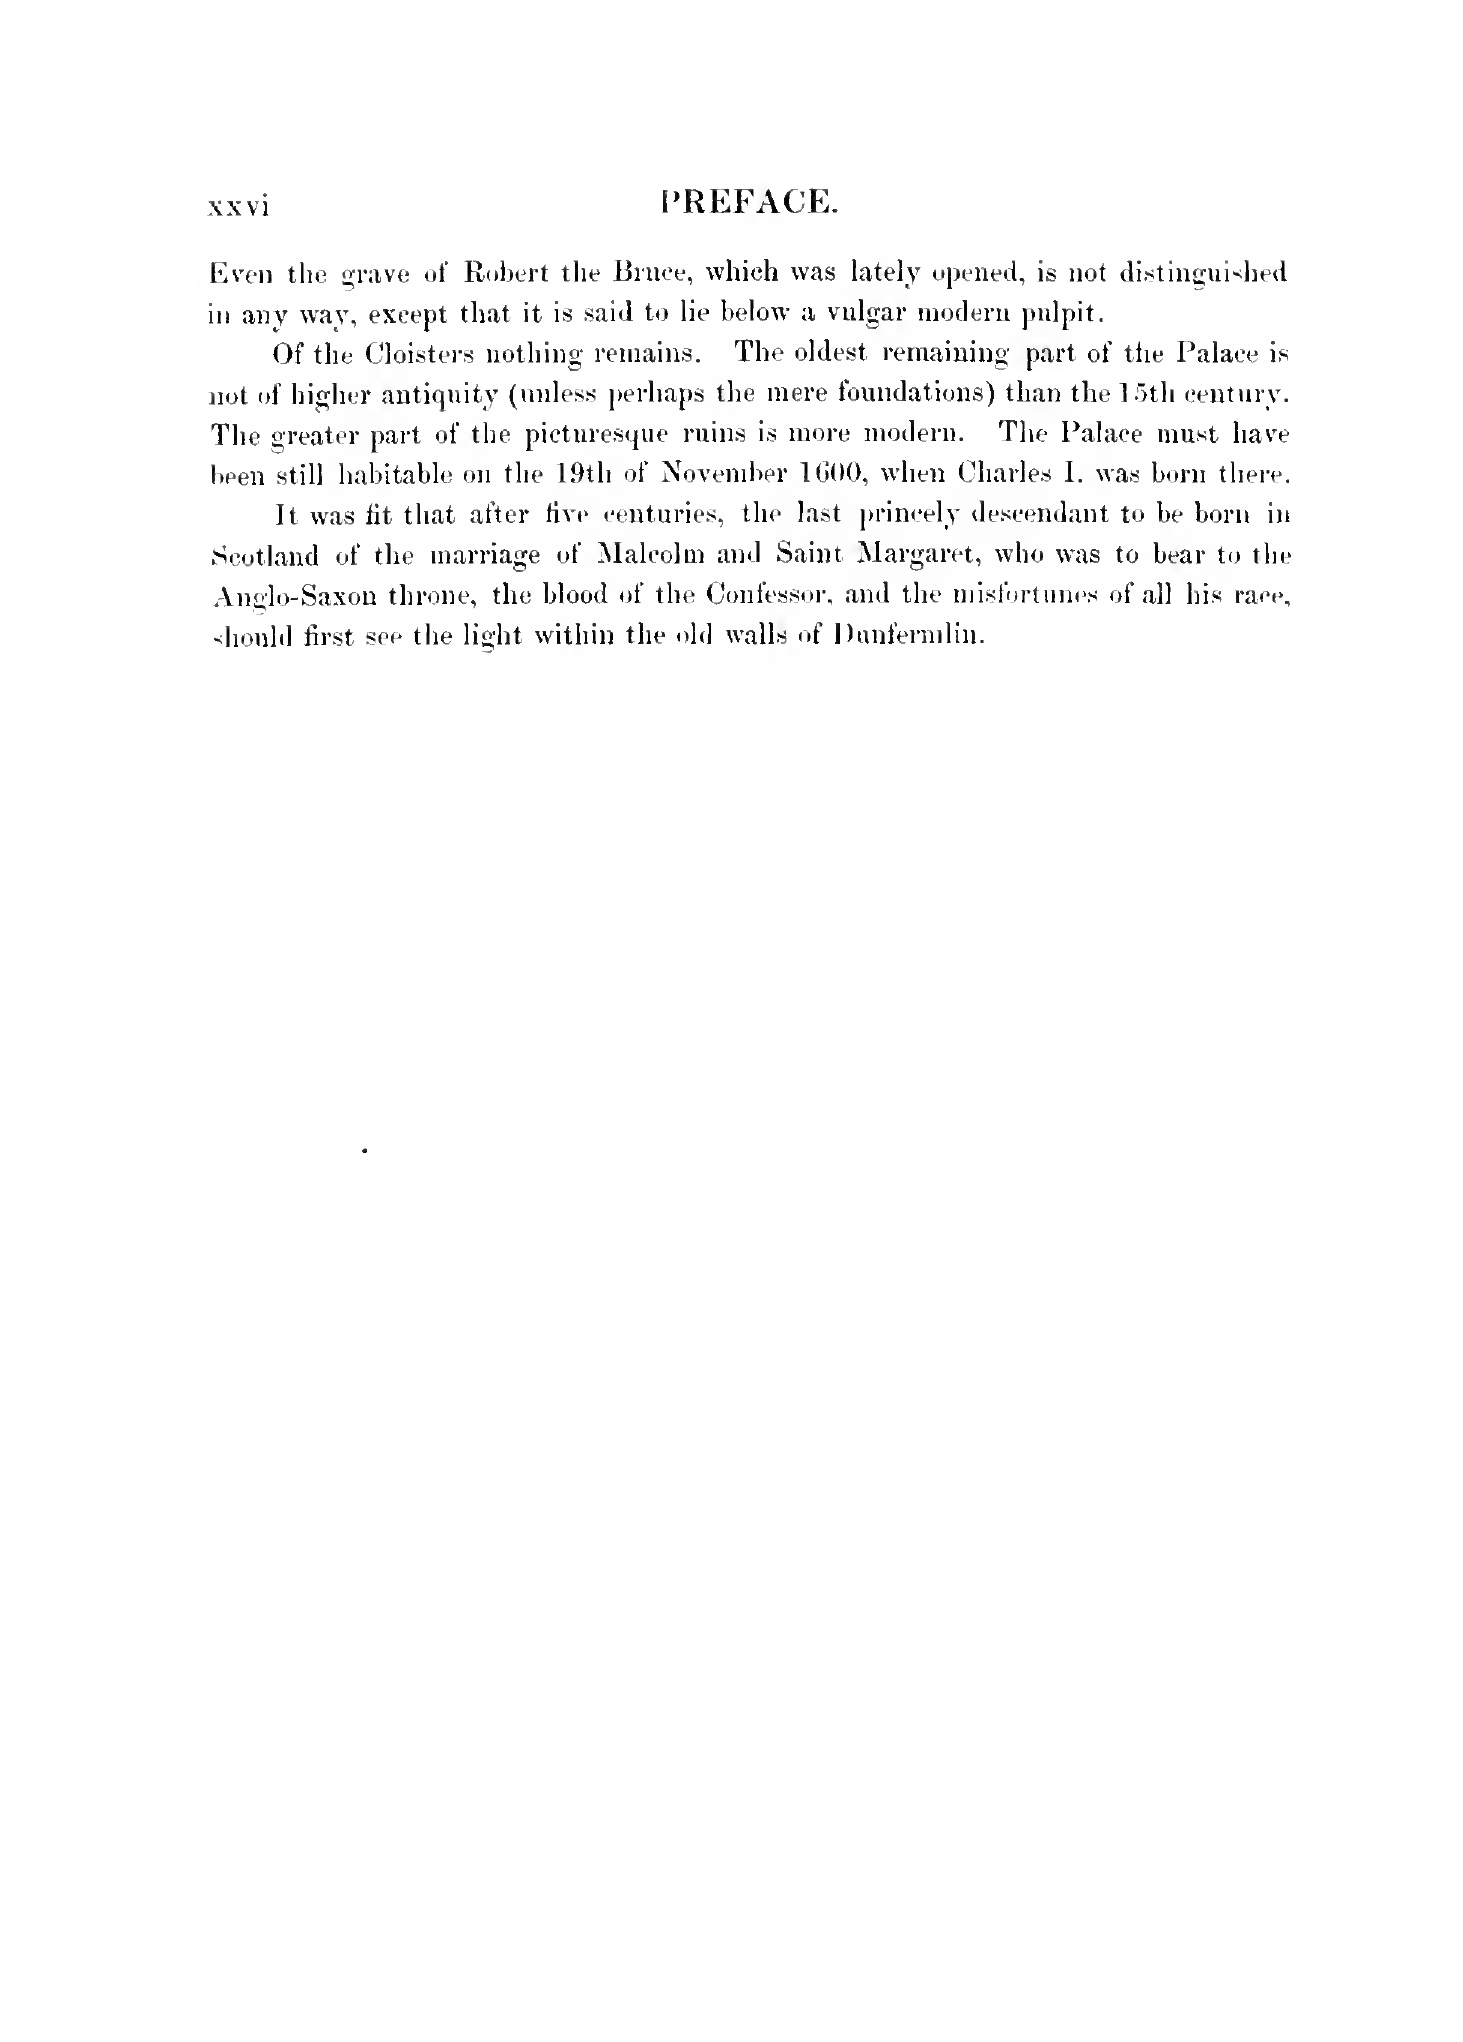 xxvi PREFACE.
Even the grave of Robert the Bruce, which was lately opened, is not distinguished
in any way, except that it is said to lie below a vulgar modern pulpit.
Of the Cloisters nothing remains. The oldest remaining part of the Palace is
not of higher antiquity (unless perhaps the mere foundations) than the 15th century.
The greater part of the picturesque ruins is more modern. The Palace must have
been still habitable on the 19th of November 1600, when Charles I. was born there.
It was fit that after five centuries, the last princely descendant to be born in
Scotland of the marriage of Malcolm and Saint Margaret, who was to bear to the
Anglo-Saxon throne, the blood of the Confessor, and the misfortunes of all his race,
should first see the light within the old walls of Dunfermlin.